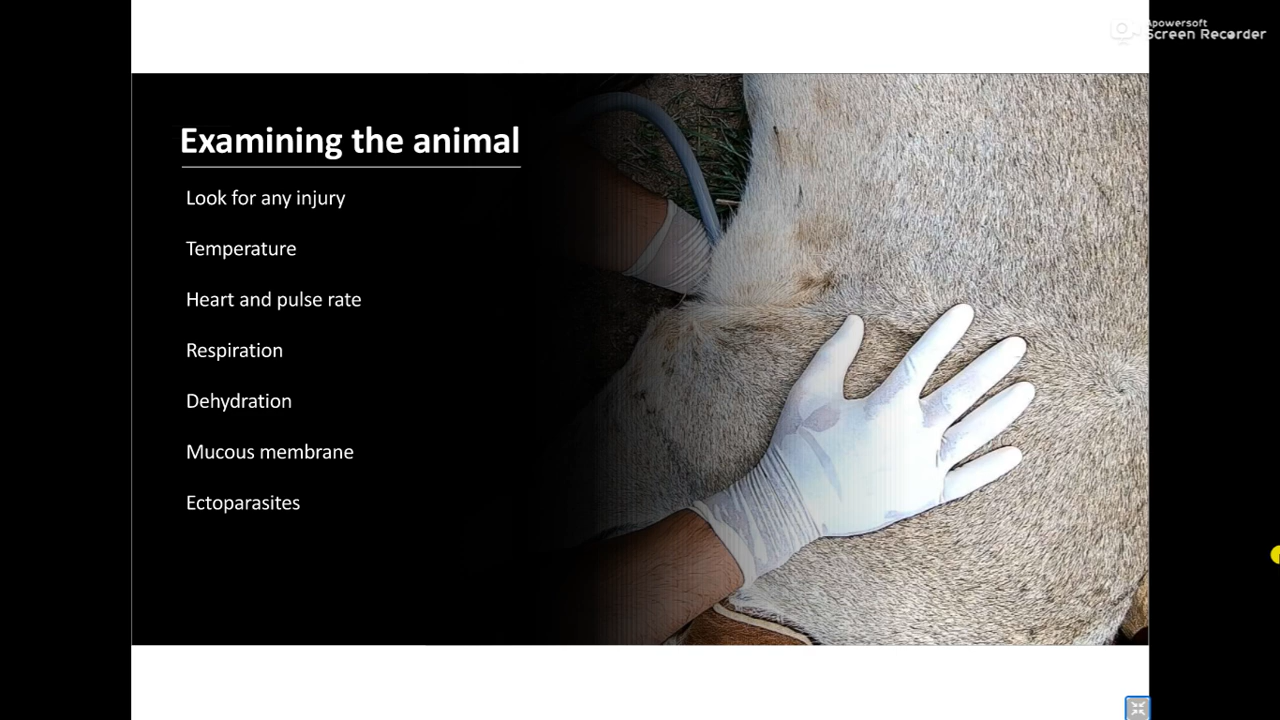 Apowersoft
Screen Recorder
Examining the animal
Look for any injury
Temperature
Heart and pulse rate
Respiration
Dehydration
Mucous membrane
Ectoparasites